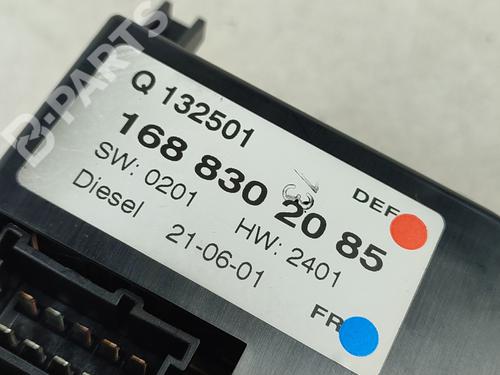 B-PARTS
Q 132501
168 830 20 85
SW: 0201 HW: 2401
Diesel 21-06-01
DEF
FR